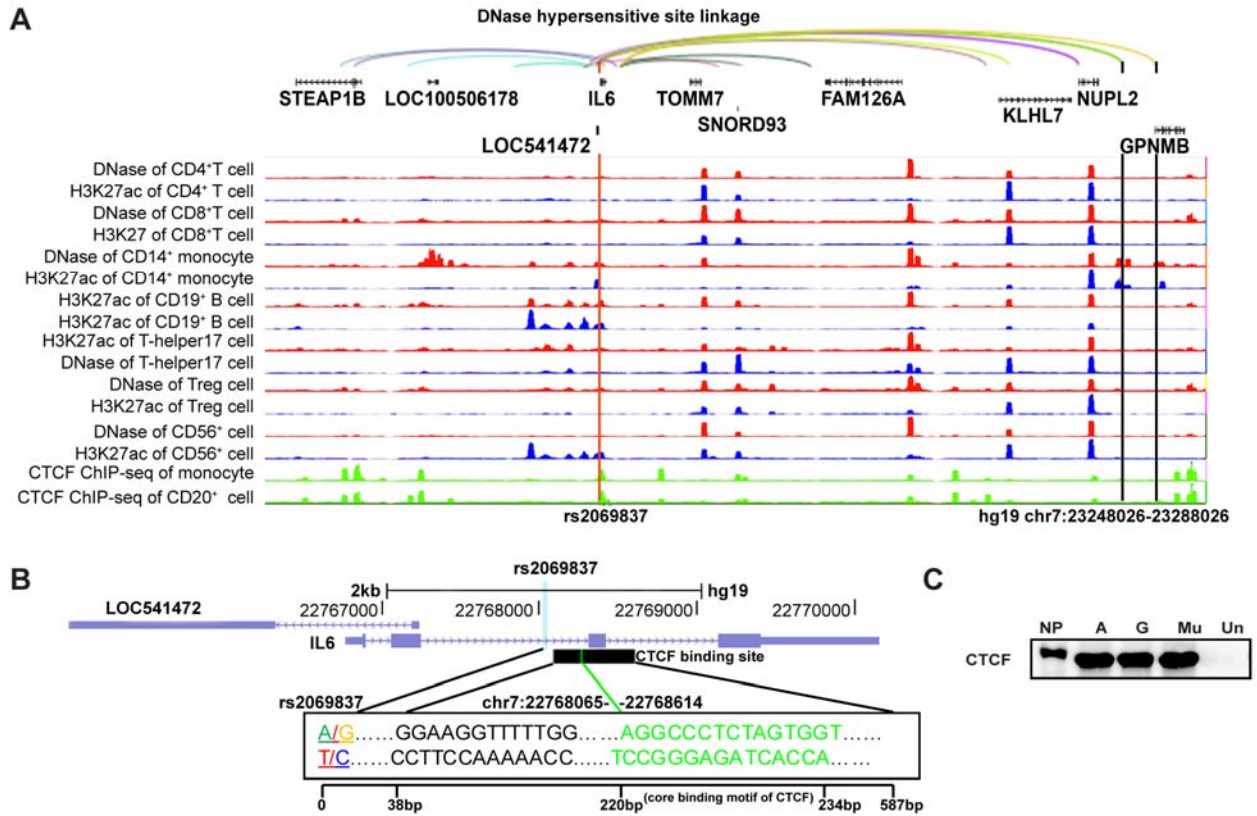 A
DNase hypersensitive site linkage
STEAP1B LOC100506178 IL6 TOMM7 FAM126A NUPL2
SNORD93 KLHL7
LOC541472 GPNMB
DNase of CD4⁺T cell
H3K27ac of CD4⁺ T cell
DNase of CD8⁺T cell
H3K27 of CD8⁺T cell
DNase of CD14⁺ monocyte
H3K27ac of CD14⁺ monocyte
H3K27ac of CD19⁺ B cell
H3K27ac of CD19⁺ B cell
H3K27ac of T-helper17 cell
DNase of T-helper17 cell
DNase of Treg cell
H3K27ac of Treg cell
DNase of CD56⁺ cell
H3K27ac of CD56⁺ cell
CTCF ChIP-seq of monocyte
CTCF ChIP-seq of CD20⁺ cell
rs2069837 hg19 chr7:23248026-23288026
B
rs2069837
2kb hg19
LOC541472 22767000 22768000 22769000 22770000
IL6
CTCF binding site
rs2069837 chr7:22768065- -22768614
A/G......GGAAGGTTTTTGG......AGGCCCTCTAGTGGT......
T/C......CCTTCCAAAAACC......TCCGGGAGATCACCA... ...
0 38bp 220bp (core binding motif of CTCF) 234bp 587bp
C
NP A G Mu Un
CTCF